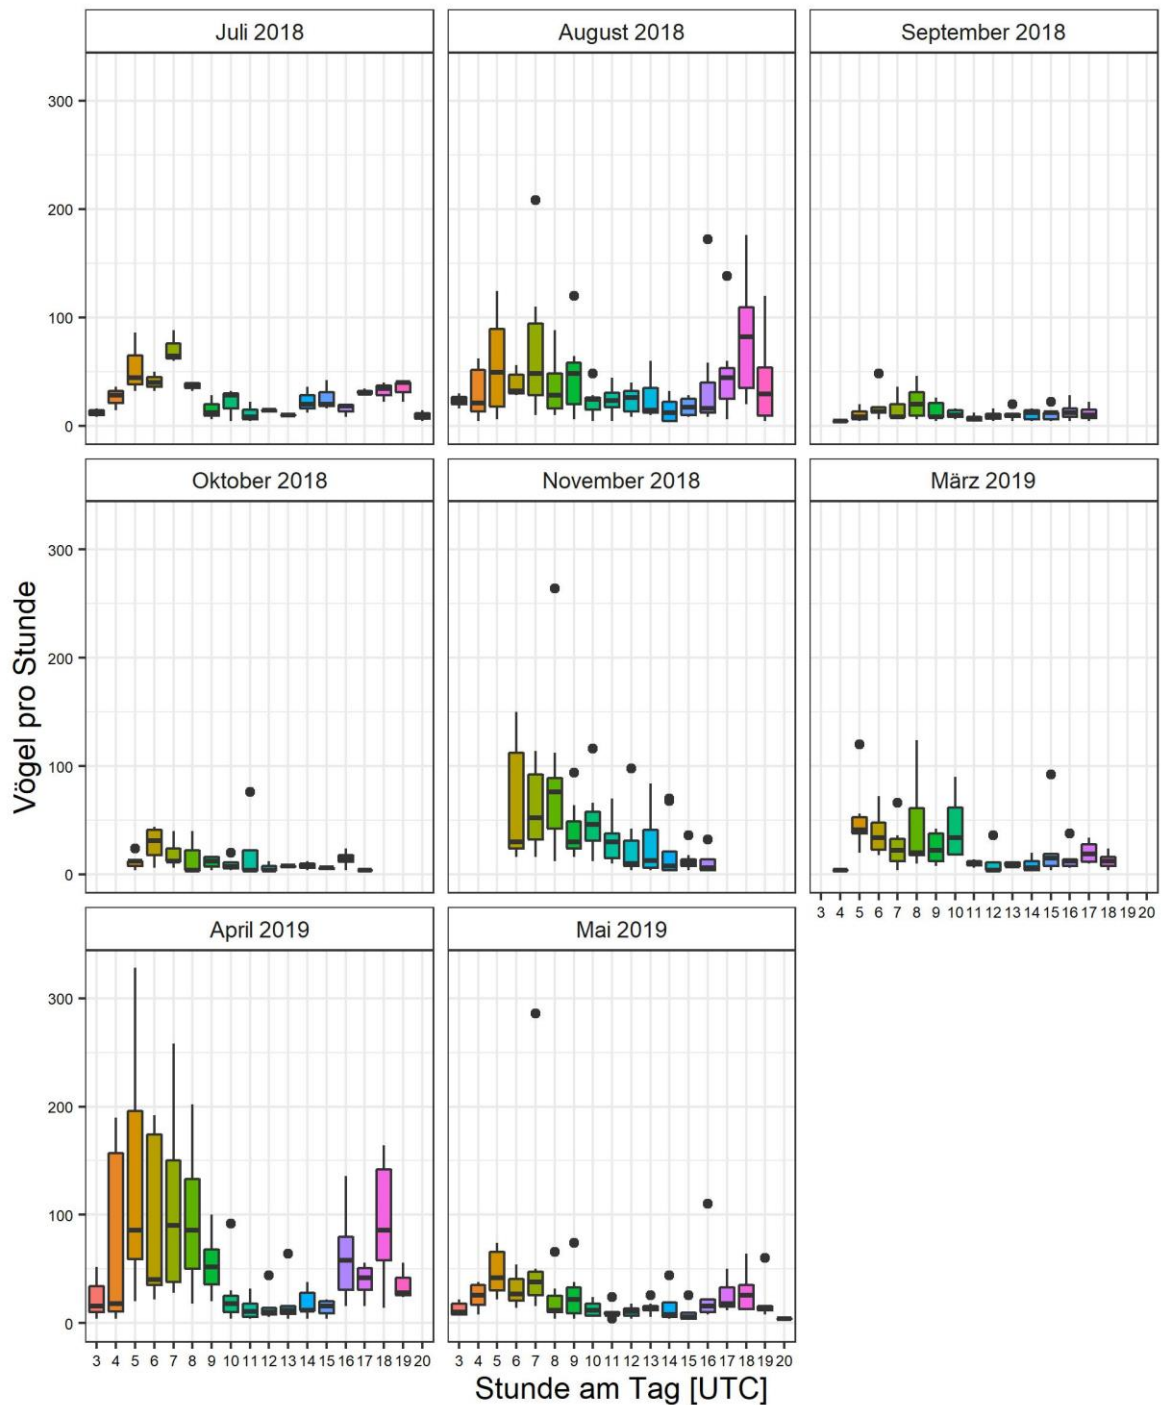 Juli 2018 August 2018 September 2018
300
200
100
0
Oktober 2018 November 2018 März 2019
300
200
100
0
3 4 5 6 7 8 9 10 11 12 13 14 15 16 17 18 19 20
April 2019 Mai 2019
300
200
100
0
3 4 5 6 7 8 9 10 11 12 13 14 15 16 17 18 19 20 3 4 5 6 7 8 9 10 11 12 13 14 15 16 17 18 19 20
Vögel pro Stunde
Stunde am Tag [UTC]